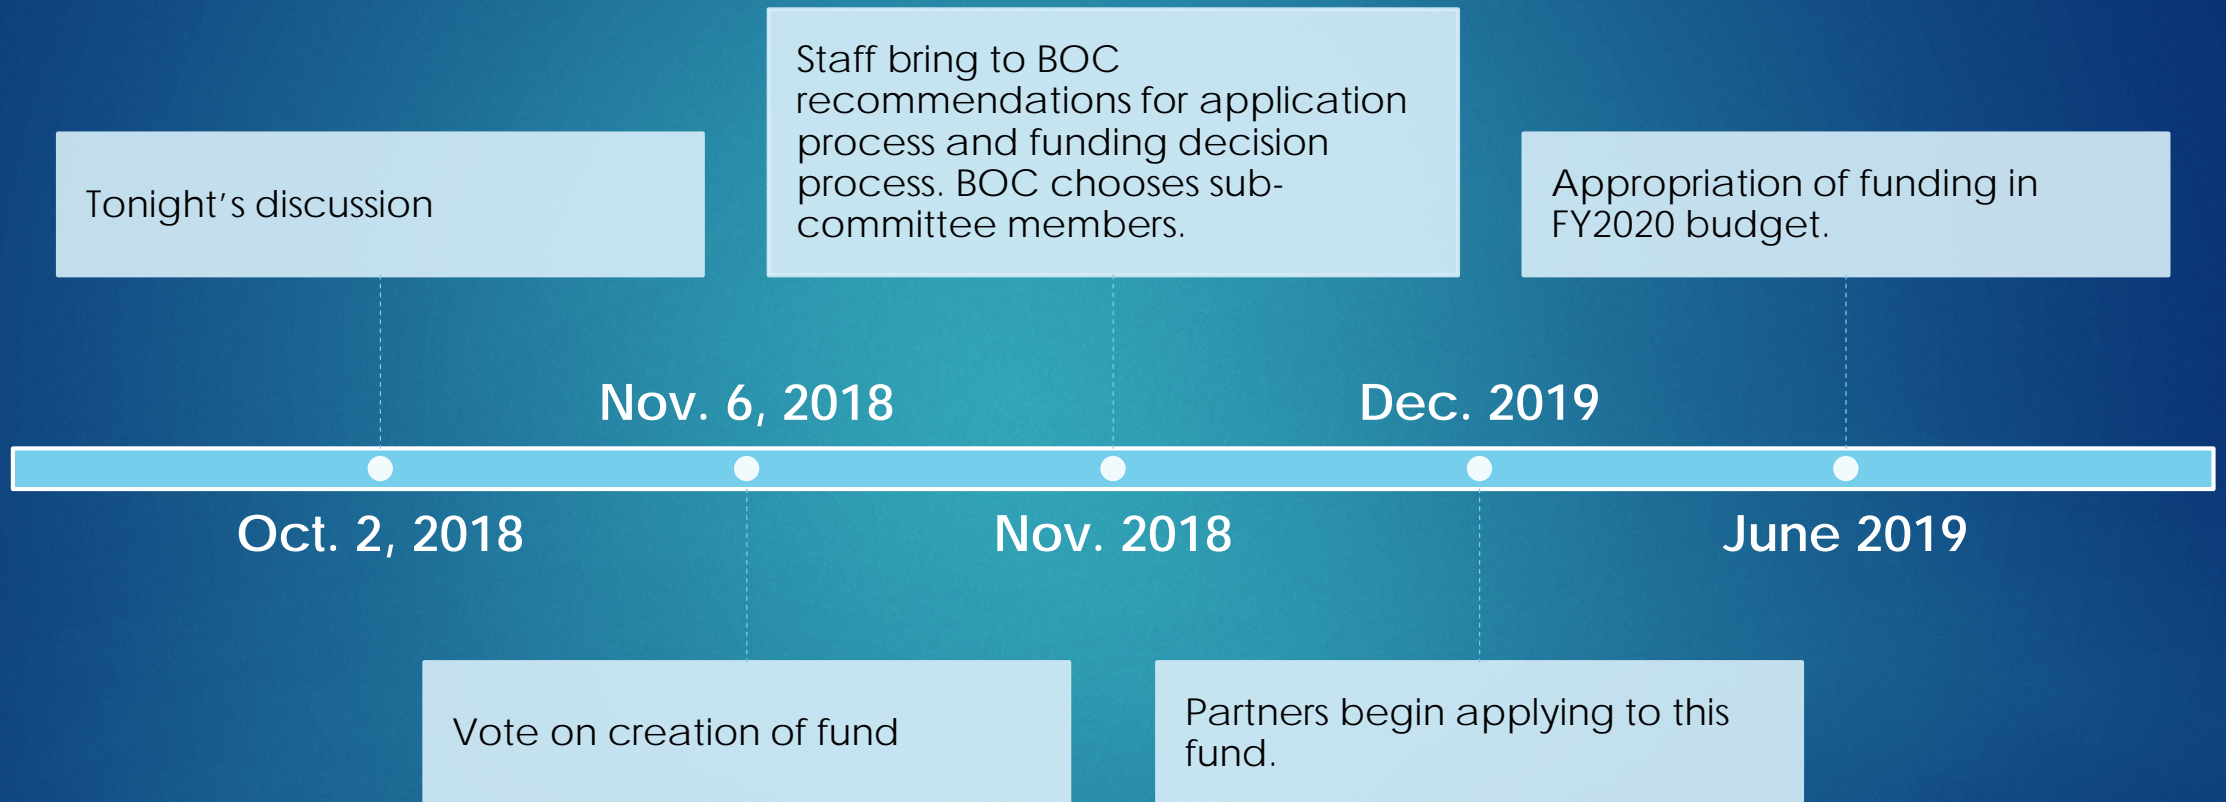 Tonight's discussion
Oct. 2, 2018
Nov. 6, 2018
Vote on creation of fund
Staff bring to BOC
recommendations for application
process and funding decision
process. BOC chooses sub-
committee members.
Nov. 2018
Dec. 2019
Partners begin applying to this
fund.
Appropriation of funding in
FY2020 budget.
June 2019